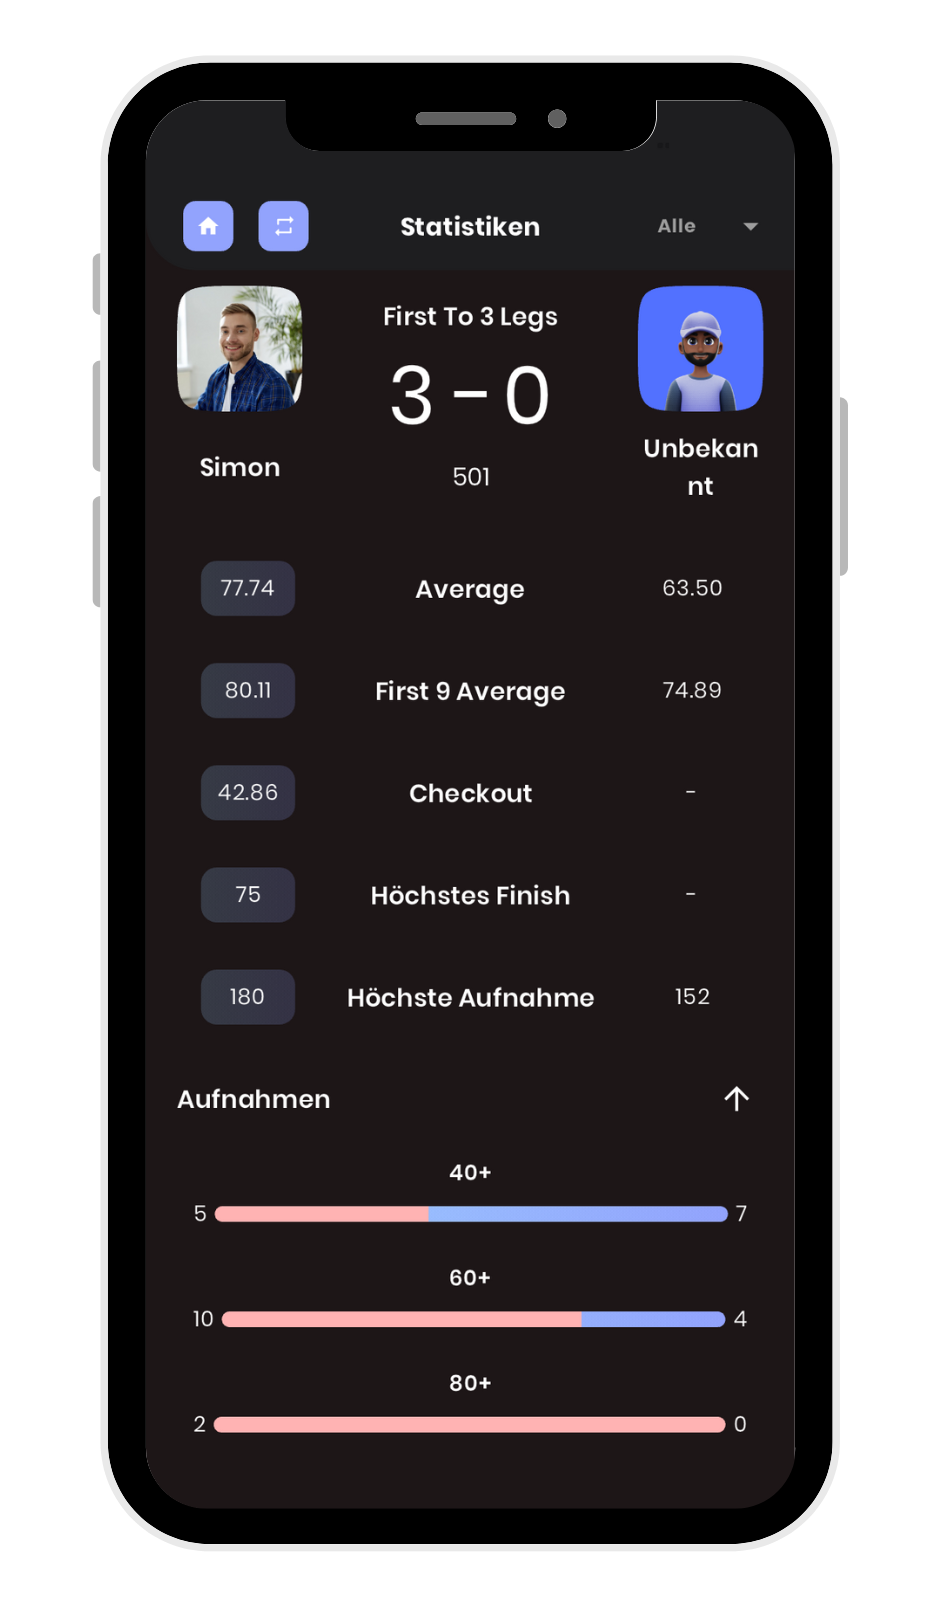 Statistiken
Alle
First To 3 Legs
3 - 0
Simon
501
Unbekan
nt
77.74 Average 63.50
80.11 First 9 Average 74.89
42.86 Checkout -
75 Höchstes Finish -
180 Höchste Aufnahme 152
Aufnahmen
40+
5 7
60+
10 4
80+
2 0